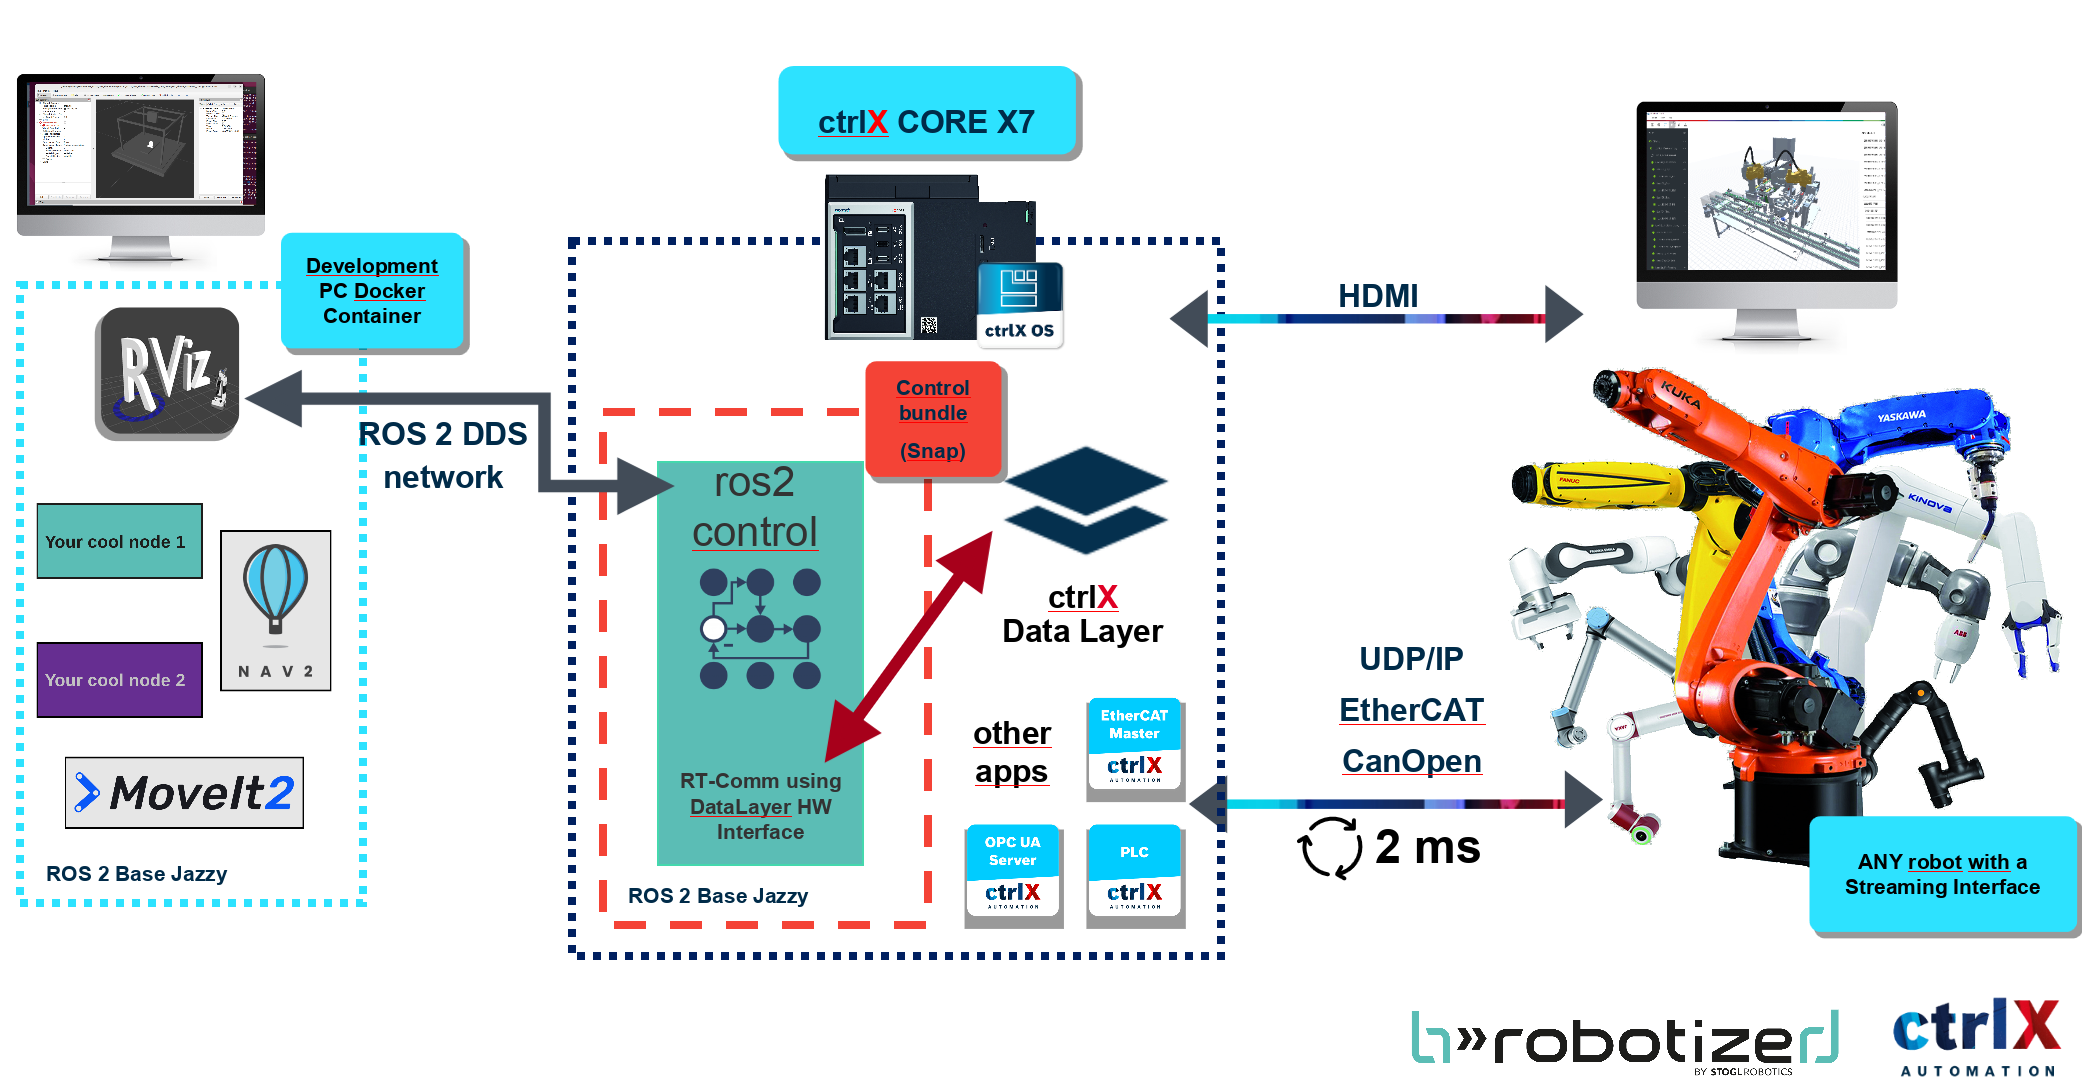 ctrlX CORE X7
Development
PC Docker
Container
RViz
ROS 2 DDS
network
Your cool node 1
Your cool node 2
NAV2
MoveIt2
ROS 2 Base Jazzy
ctrlX OS
Control
bundle
(Snap)
ros2
control
RT-Comm using
DataLayer HW
Interface
ROS 2 Base Jazzy
ctrlX
Data Layer
other
apps
EtherCAT
Master
ctrlX
AUTOMATION
OPC UA
Server
ctrlX
AUTOMATION
PLC
ctrlX
AUTOMATION
HDMI
UDP/IP
EtherCAT
CanOpen
2 ms
KUKA
YASKAWA
FANUC
KINOVA
ABB
ANY robot with a
Streaming Interface
robotized
BY STOGLROBOTICS
ctrlX
AUTOMATION